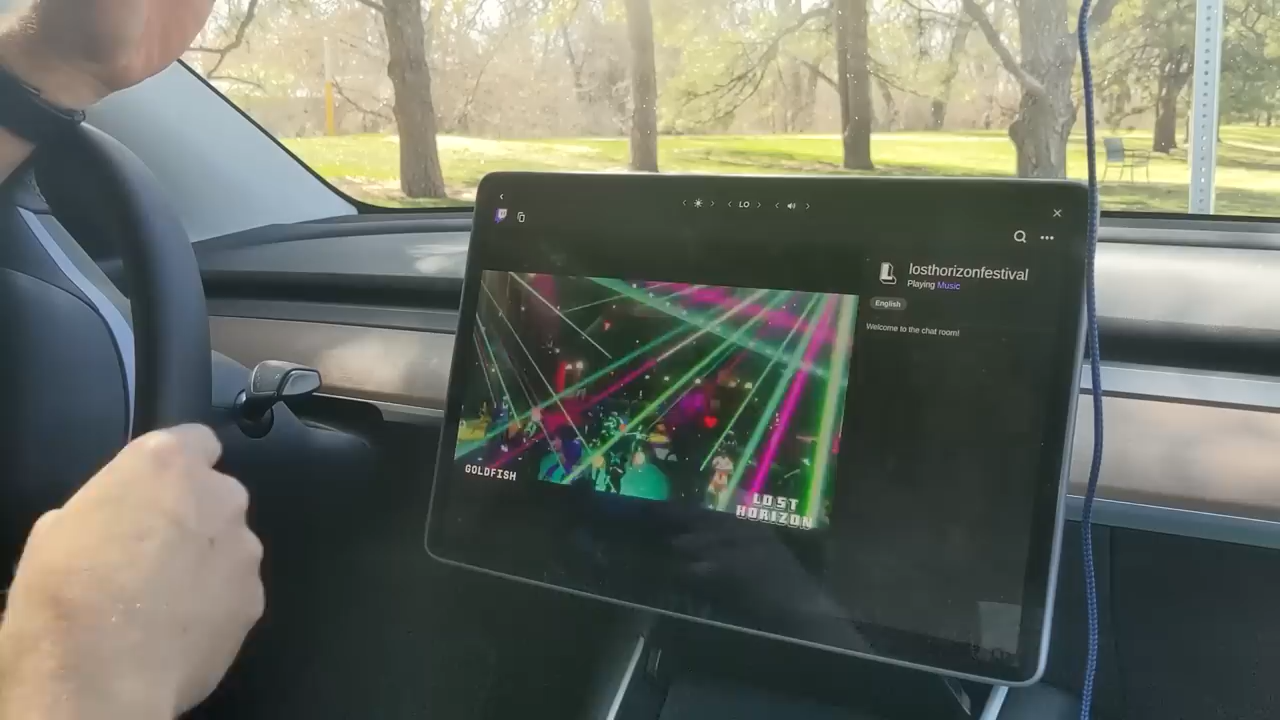 LO
losthorizonfestival
Playing Music
English
Welcome to the chat room!
GOLDFISH
LOST
HORIZON